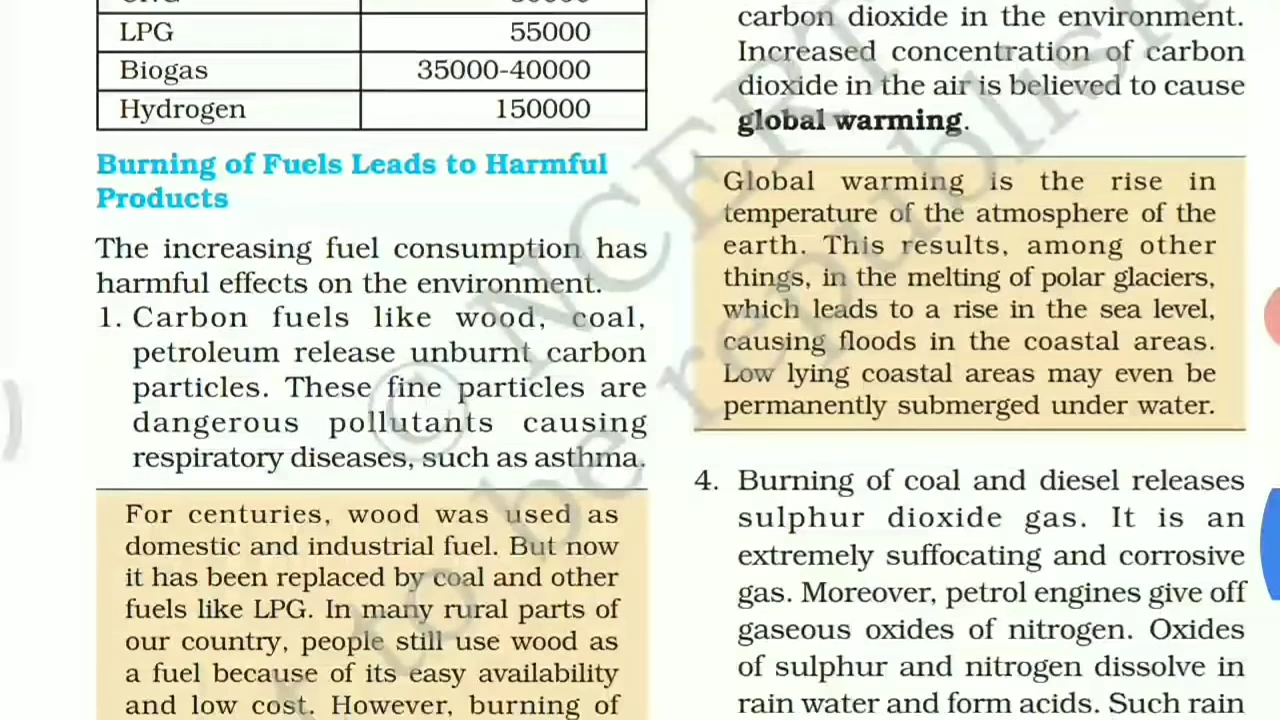 LPG 55000
Biogas 35000-40000
Hydrogen 150000
Burning of Fuels Leads to Harmful
Products
The increasing fuel consumption has
harmful effects on the environment.
1. Carbon fuels like wood, coal,
petroleum release unburnt carbon
particles. These fine particles are
dangerous pollutants causing
respiratory diseases, such as asthma.
For centuries, wood was used as
domestic and industrial fuel. But now
it has been replaced by coal and other
fuels like LPG. In many rural parts of
our country, people still use wood as
a fuel because of its easy availability
and low cost. However, burning of
carbon dioxide in the environment.
Increased concentration of carbon
dioxide in the air is believed to cause
global warming.
Global warming is the rise in
temperature of the atmosphere of the
earth. This results, among other
things, in the melting of polar glaciers,
which leads to a rise in the sea level,
causing floods in the coastal areas.
Low lying coastal areas may even be
permanently submerged under water.
4. Burning of coal and diesel releases
sulphur dioxide gas. It is an
extremely suffocating and corrosive
gas. Moreover, petrol engines give off
gaseous oxides of nitrogen. Oxides
of sulphur and nitrogen dissolve in
rain water and form acids. Such rain
© NCERT
to be republish